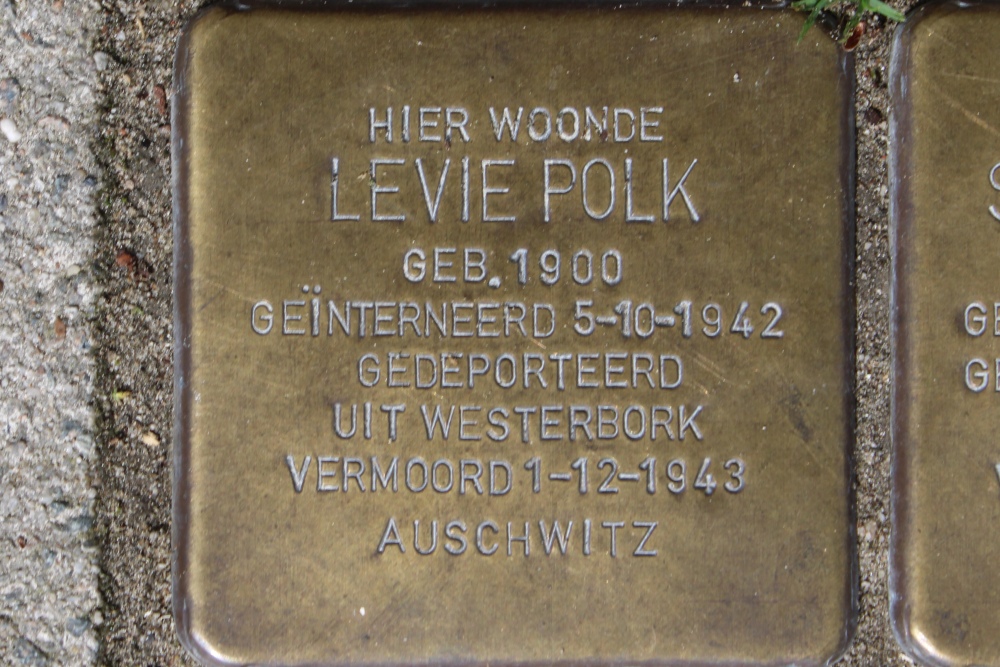 HIER WOONDE
LEVIE POLK
GEB. 1900
GEÏNTERNEERD 5-10-1942
GEDEPORTEERD
UIT WESTERBORK
VERMOORD 1-12-1943
AUSCHWITZ